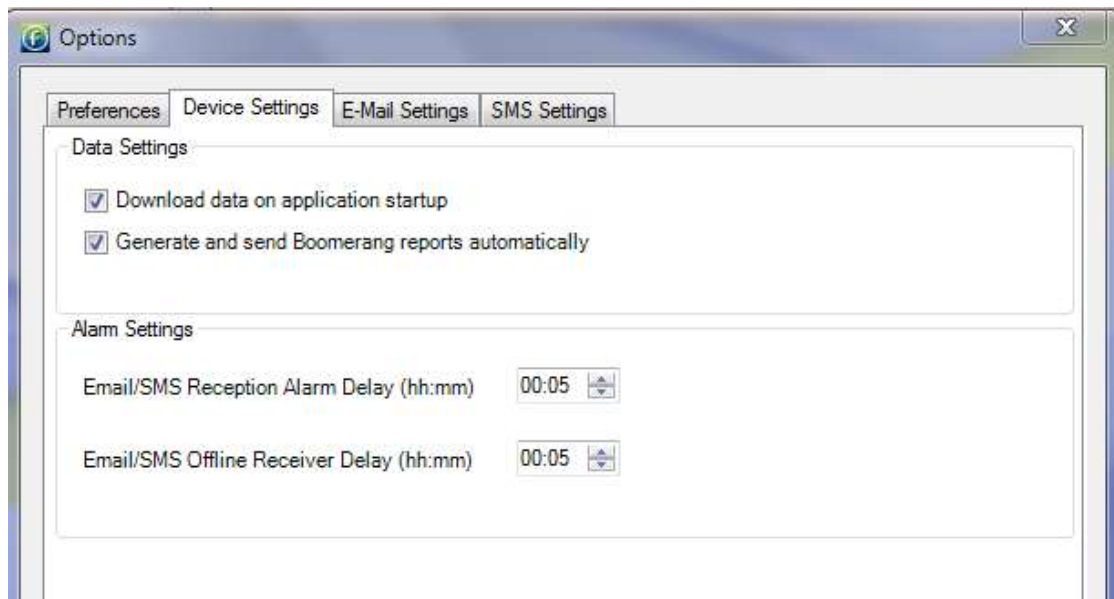 Options
Preferences Device Settings E-Mail Settings SMS Settings
Data Settings
Download data on application startup
Generate and send Boomerang reports automatically
Alarm Settings
Email/SMS Reception Alarm Delay (hh:mm) 00:05
Email/SMS Offline Receiver Delay (hh:mm) 00:05